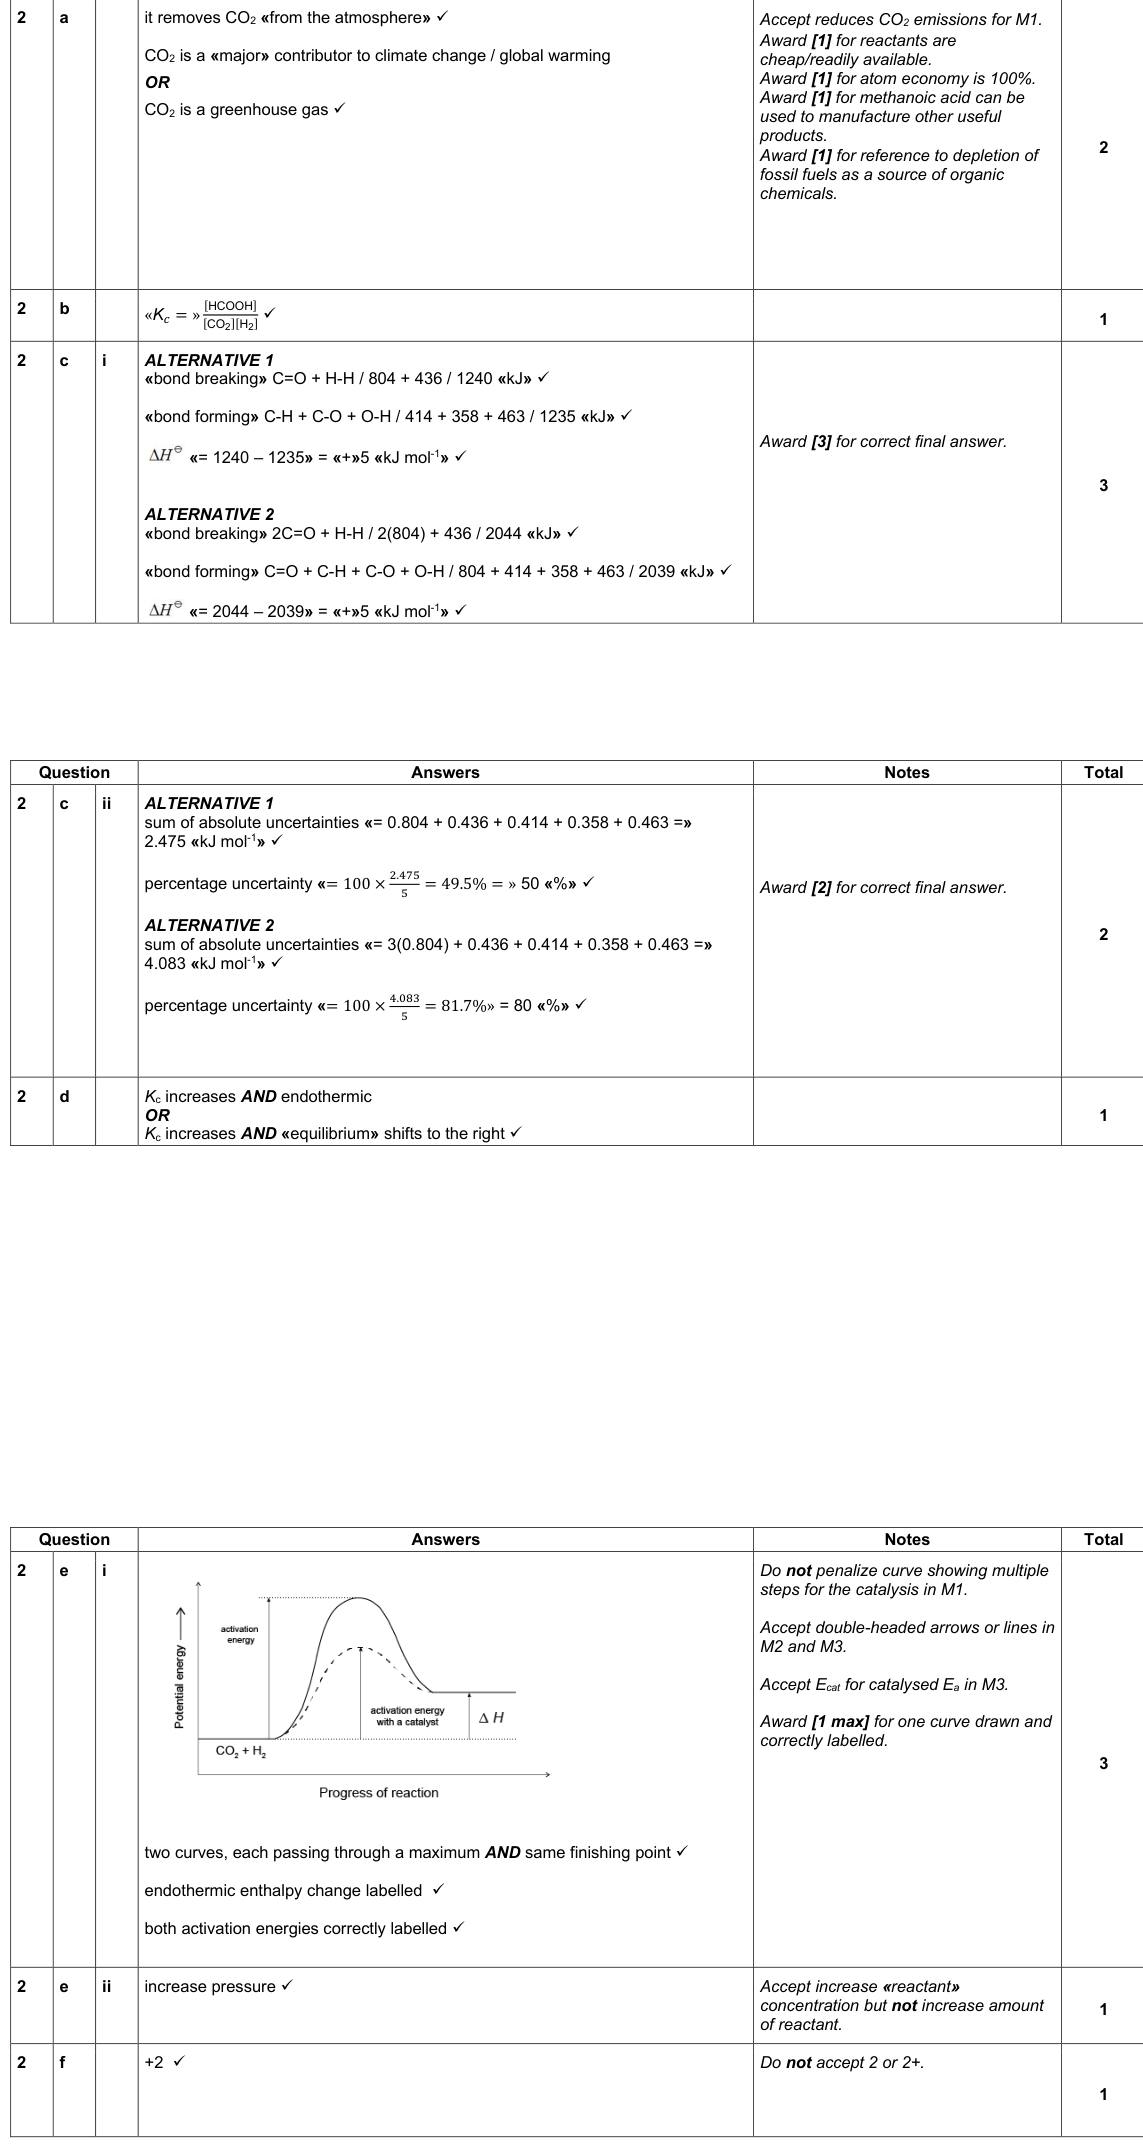 2 a it removes CO₂ «from the atmosphere» ✓
CO₂ is a «major» contributor to climate change / global warming
OR
CO₂ is a greenhouse gas ✓
Accept reduces CO₂ emissions for M1.
Award [1] for reactants are
cheap/readily available.
Award [1] for atom economy is 100%.
Award [1] for methanoic acid can be
used to manufacture other useful
products.
Award [1] for reference to depletion of
fossil fuels as a source of organic
chemicals.
2
2 b «K꜀ = » [HCOOH] / [CO₂][H₂] ✓
1
2 c i ALTERNATIVE 1
«bond breaking» C=O + H-H / 804 + 436 / 1240 «kJ» ✓
«bond forming» C-H + C-O + O-H / 414 + 358 + 463 / 1235 «kJ» ✓
ΔH⊖ «= 1240 – 1235» = «+»5 «kJ mol⁻¹» ✓
ALTERNATIVE 2
«bond breaking» 2C=O + H-H / 2(804) + 436 / 2044 «kJ» ✓
«bond forming» C=O + C-H + C-O + O-H / 804 + 414 + 358 + 463 / 2039 «kJ» ✓
ΔH⊖ «= 2044 – 2039» = «+»5 «kJ mol⁻¹» ✓
Award [3] for correct final answer.
3
Question Answers Notes Total
2 c ii ALTERNATIVE 1
sum of absolute uncertainties «= 0.804 + 0.436 + 0.414 + 0.358 + 0.463 =»
2.475 «kJ mol⁻¹» ✓
percentage uncertainty «= 100 × 2.475/5 = 49.5% = » 50 «%» ✓
ALTERNATIVE 2
sum of absolute uncertainties «= 3(0.804) + 0.436 + 0.414 + 0.358 + 0.463 =»
4.083 «kJ mol⁻¹» ✓
percentage uncertainty «= 100 × 4.083/5 = 81.7%» = 80 «%» ✓
Award [2] for correct final answer.
2
2 d K꜀ increases AND endothermic
OR
K꜀ increases AND «equilibrium» shifts to the right ✓
1
Question Answers Notes Total
2 e i
Potential energy
activation
energy
activation energy
with a catalyst
Δ H
CO₂ + H₂
Progress of reaction
two curves, each passing through a maximum AND same finishing point ✓
endothermic enthalpy change labelled ✓
both activation energies correctly labelled ✓
Do not penalize curve showing multiple
steps for the catalysis in M1.
Accept double-headed arrows or lines in
M2 and M3.
Accept Ecat for catalysed Ea in M3.
Award [1 max] for one curve drawn and
correctly labelled.
3
2 e ii increase pressure ✓
Accept increase «reactant»
concentration but not increase amount
of reactant.
1
2 f +2 ✓
Do not accept 2 or 2+.
1